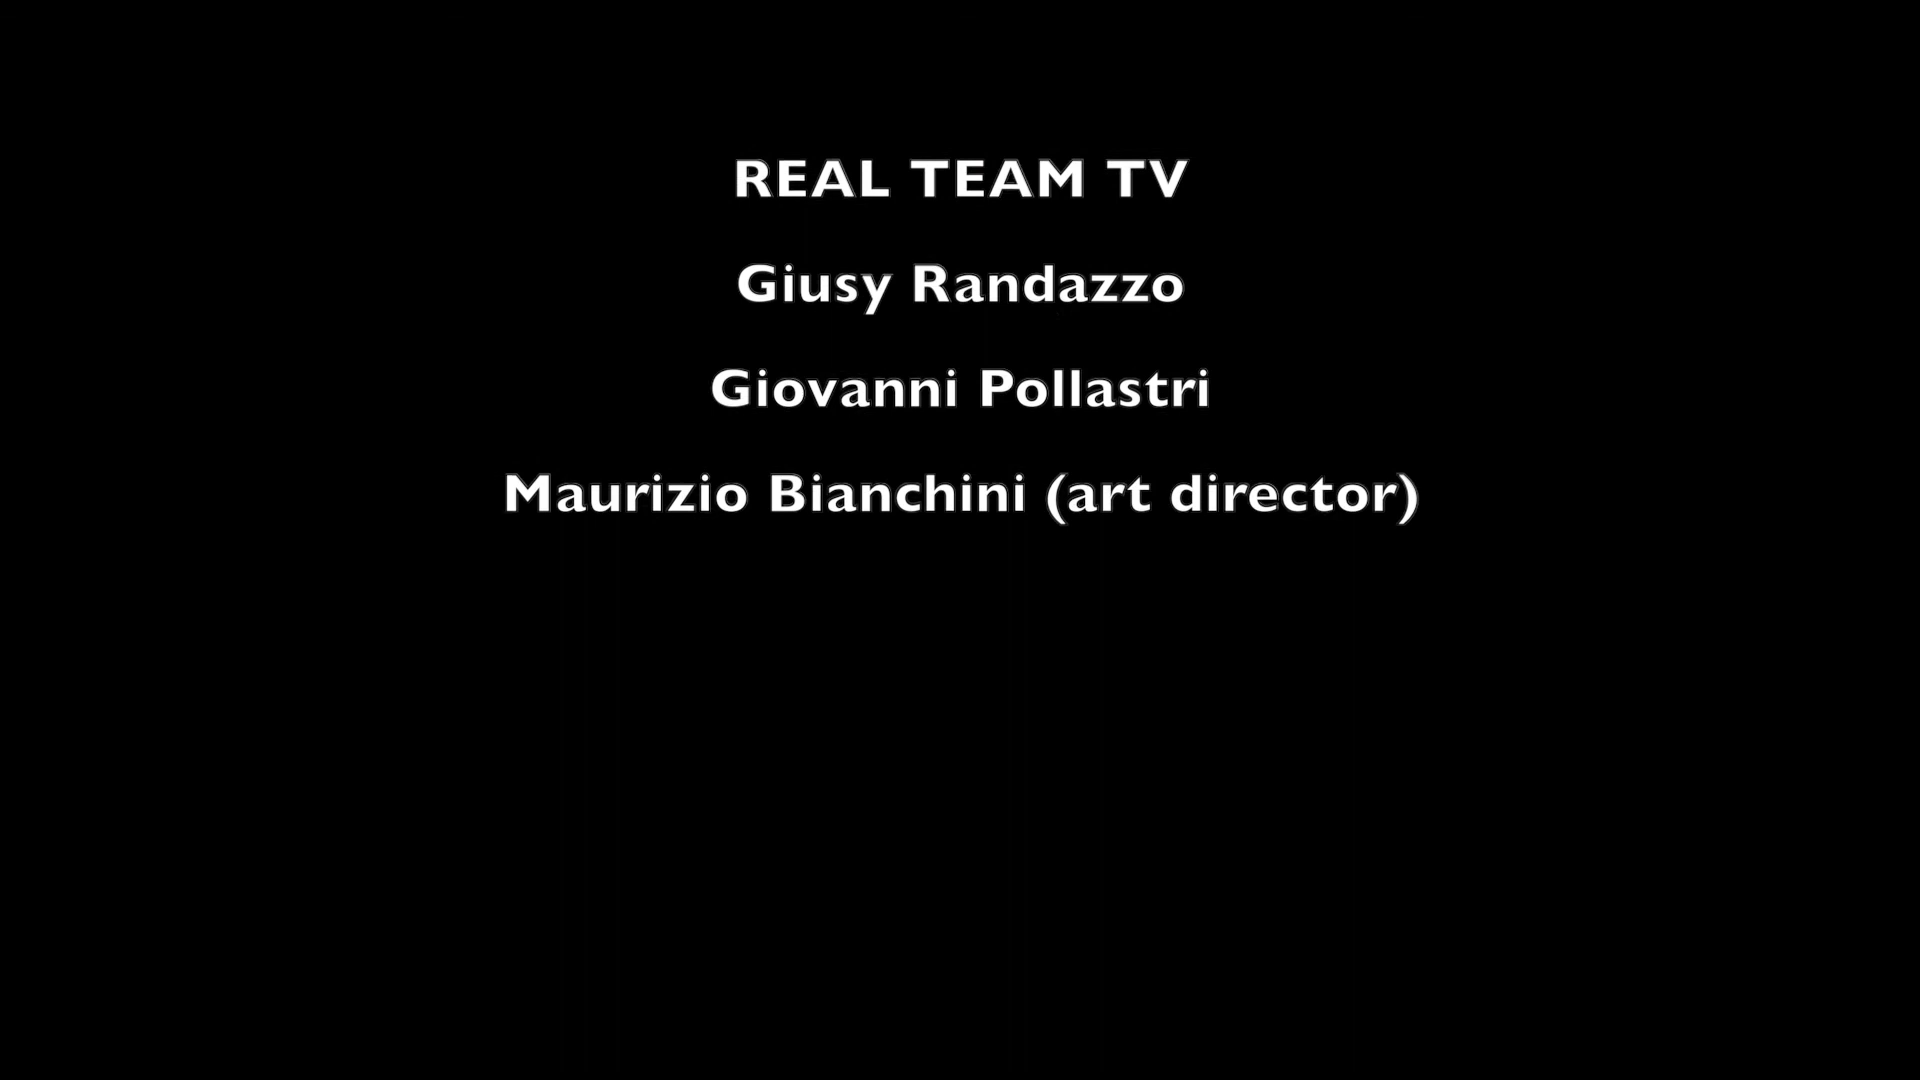 REAL TEAM TV
Giusy Randazzo
Giovanni Pollastri
Maurizio Bianchini (art director)